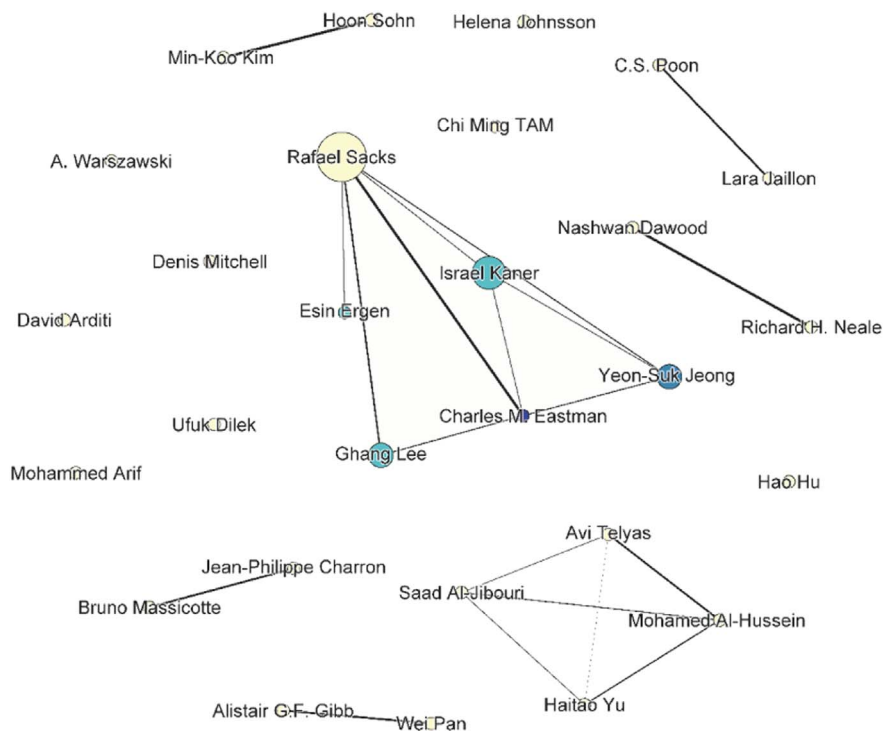 Hoon Sohn
Helena Johnsson
Min-Koo Kim
C.S. Poon
Chi Ming TAM
Rafael Sacks
A. Warszawski
Lara Jaillon
Nashwan Dawood
Denis Mitchell
Israel Kaner
Esin Ergen
David Arditi
Richard H. Neale
Yeon-Suk Jeong
Charles M. Eastman
Ufuk Dilek
Ghang Lee
Mohammed Arif
Hao Hu
Avi Telyas
Jean-Philippe Charron
Saad Al-Jibouri
Bruno Massicotte
Mohamed Al-Hussein
Haitao Yu
Alistair G.F. Gibb
Wei Pan